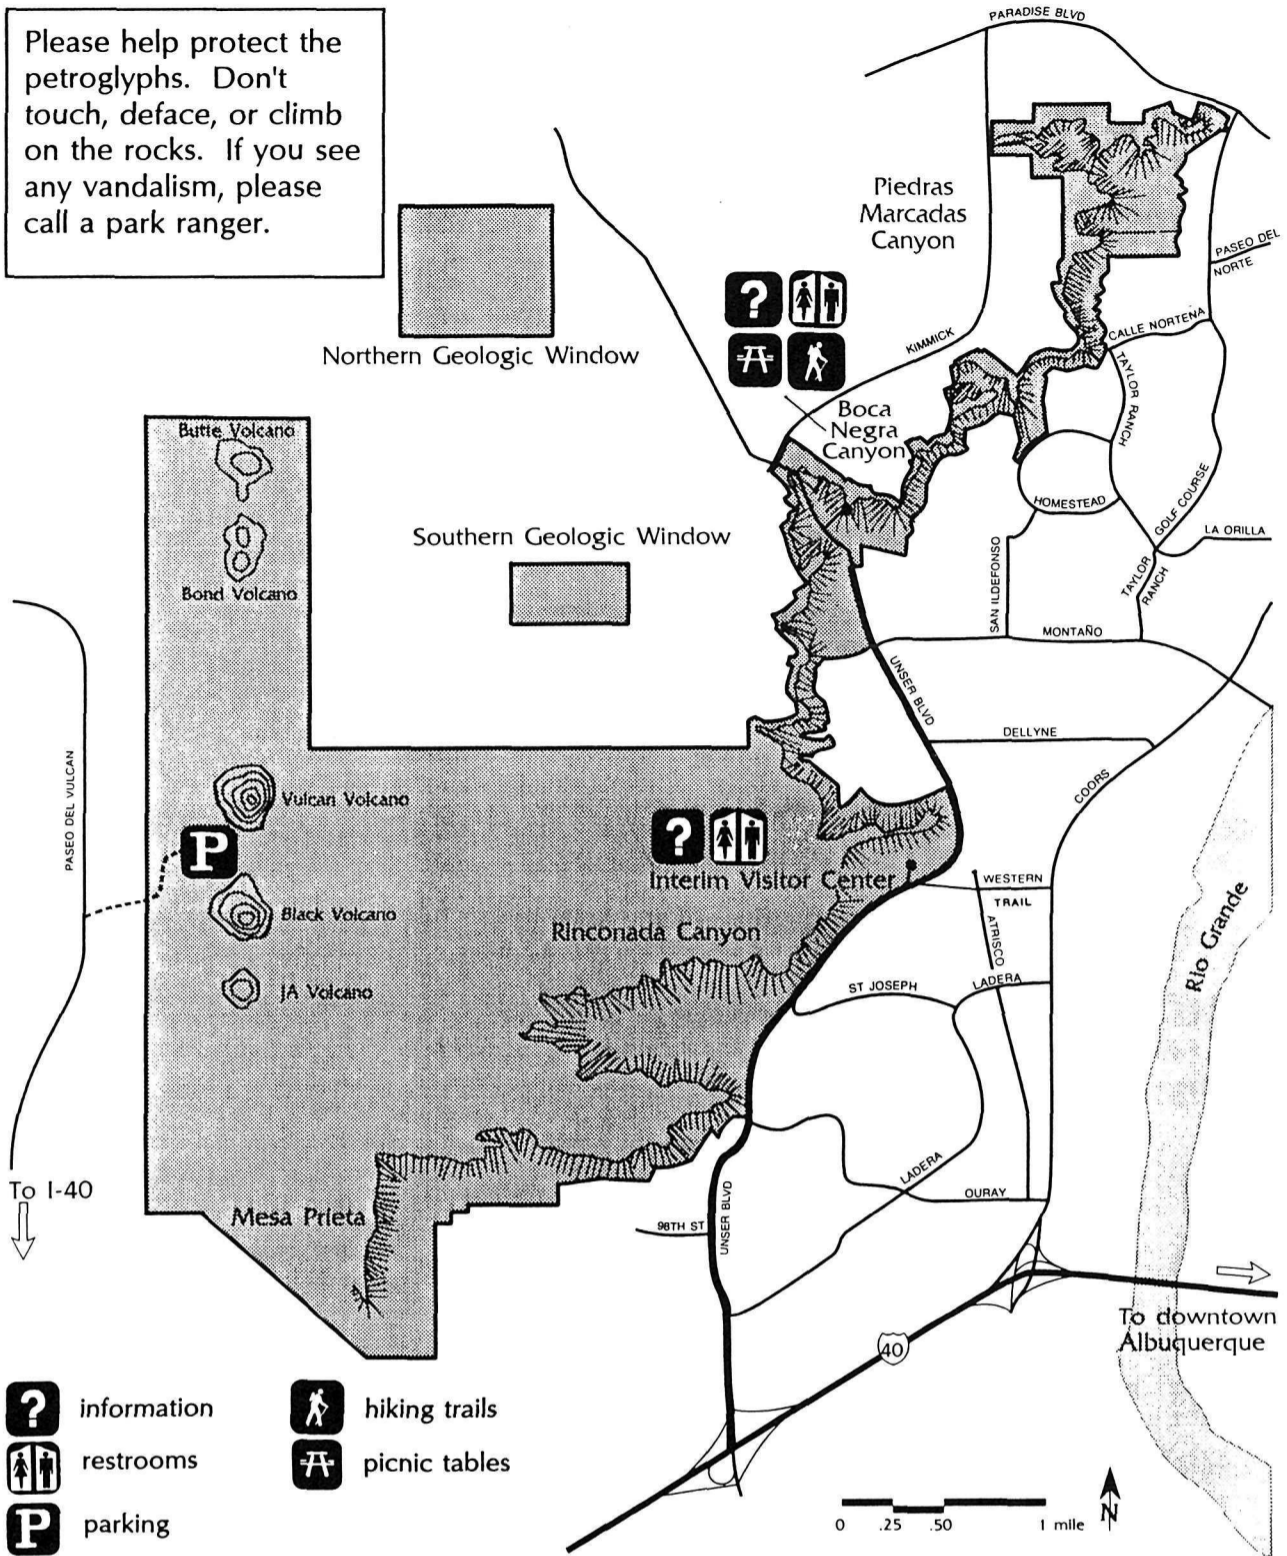 Please help protect the
petroglyphs. Don't
touch, deface, or climb
on the rocks. If you see
any vandalism, please
call a park ranger.
PARADISE BLVD
Piedras
Marcadas
Canyon
PASEO DEL
NORTE
Northern Geologic Window
?
KIMMICK
CALLE NORTEÑA
TAYLOR RANCH
Boca
Negra
Canyon
Butte Volcano
HOMESTEAD
GOLF COURSE
LA ORILLA
Southern Geologic Window
SAN ILDEFONSO
TAYLOR
RANCH
Bond Volcano
MONTAÑO
UNSER BLVD
DELLYNE
PASEO DEL VULCAN
COORS
Vulcan Volcano
P
?
Interim Visitor Center
WESTERN
TRAIL
ATRISCO
Rio Grande
Black Volcano
Rinconada Canyon
JA Volcano
ST JOSEPH
LADERA
To I-40
LADERA
OURAY
Mesa Prieta
98TH ST
UNSER BLVD
To downtown
Albuquerque
40
? information
restrooms
P parking
hiking trails
picnic tables
0 .25 .50 1 mile
N